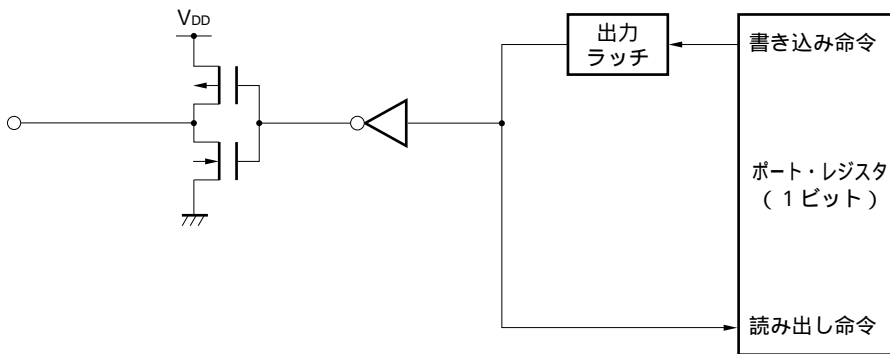 VDD
出力
ラッチ
書き込み命令
ポート・レジスタ
（１ビット）
読み出し命令